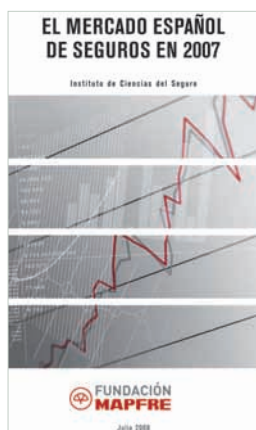 EL MERCADO ESPAÑOL
DE SEGUROS EN 2007
Instituto de Ciencias del Seguro
FUNDACIÓN
MAPFRE
Julio 2008